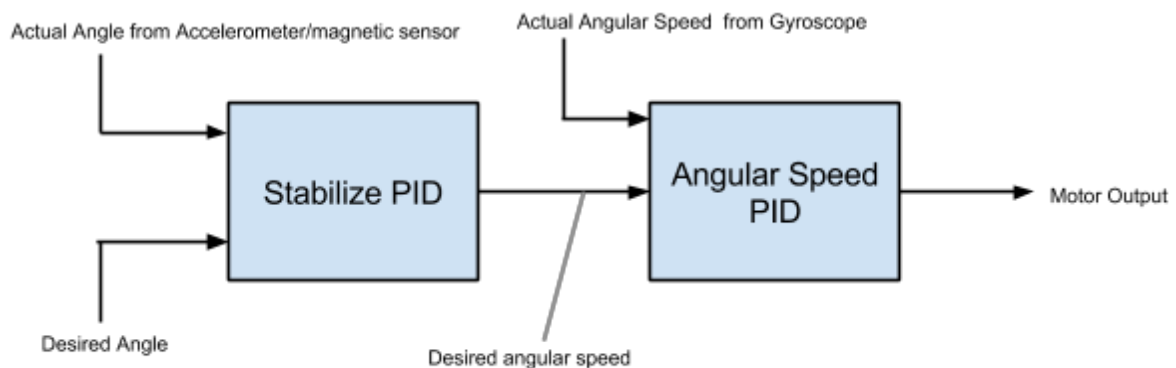 Actual Angle from Accelerometer/magnetic sensor
Actual Angular Speed from Gyroscope
Stabilize PID
Angular Speed
PID
Motor Output
Desired Angle
Desired angular speed